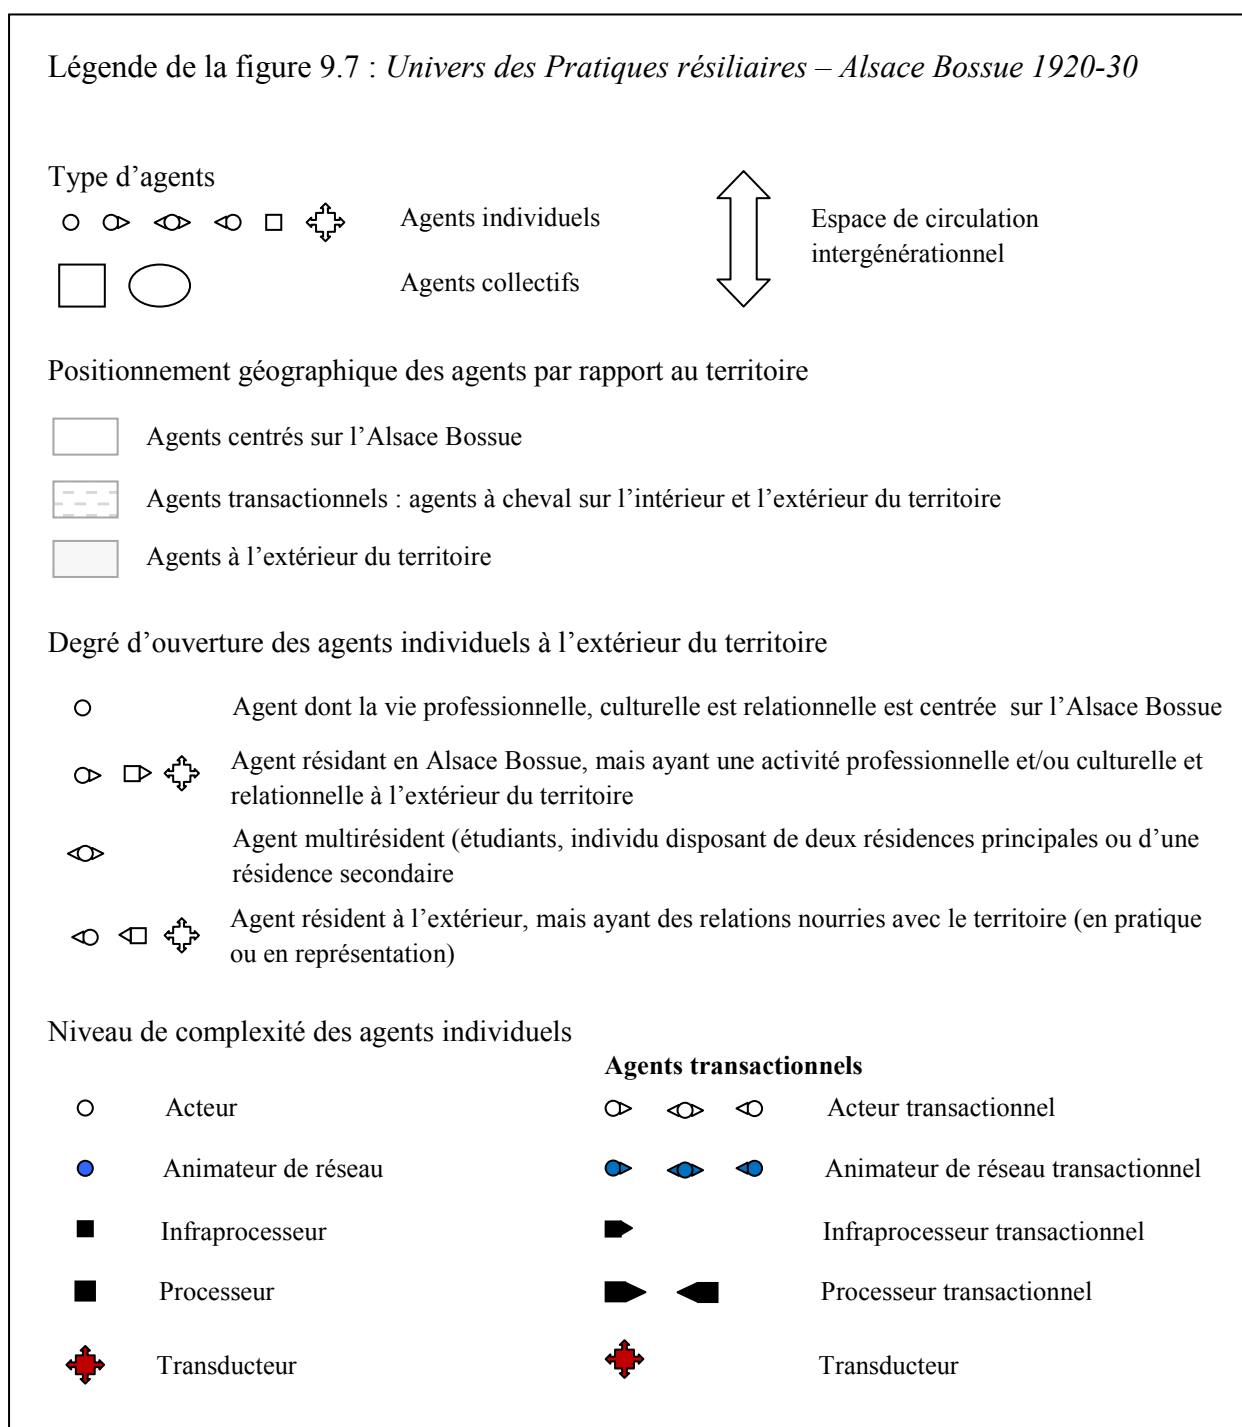 Légende de la figure 9.7 : Univers des Pratiques résiliaires – Alsace Bossue 1920-30
Type d’agents
Agents individuels
Agents collectifs
Espace de circulation
intergénérationnel
Positionnement géographique des agents par rapport au territoire
Agents centrés sur l’Alsace Bossue
Agents transactionnels : agents à cheval sur l’intérieur et l’extérieur du territoire
Agents à l’extérieur du territoire
Degré d’ouverture des agents individuels à l’extérieur du territoire
Agent dont la vie professionnelle, culturelle est relationnelle est centrée sur l’Alsace Bossue
Agent résidant en Alsace Bossue, mais ayant une activité professionnelle et/ou culturelle et
relationnelle à l’extérieur du territoire
Agent multirésident (étudiants, individu disposant de deux résidences principales ou d’une
résidence secondaire
Agent résident à l’extérieur, mais ayant des relations nourries avec le territoire (en pratique
ou en représentation)
Niveau de complexité des agents individuels
Agents transactionnels
Acteur
Acteur transactionnel
Animateur de réseau
Animateur de réseau transactionnel
Infraprocesseur
Infraprocesseur transactionnel
Processeur
Processeur transactionnel
Transducteur
Transducteur